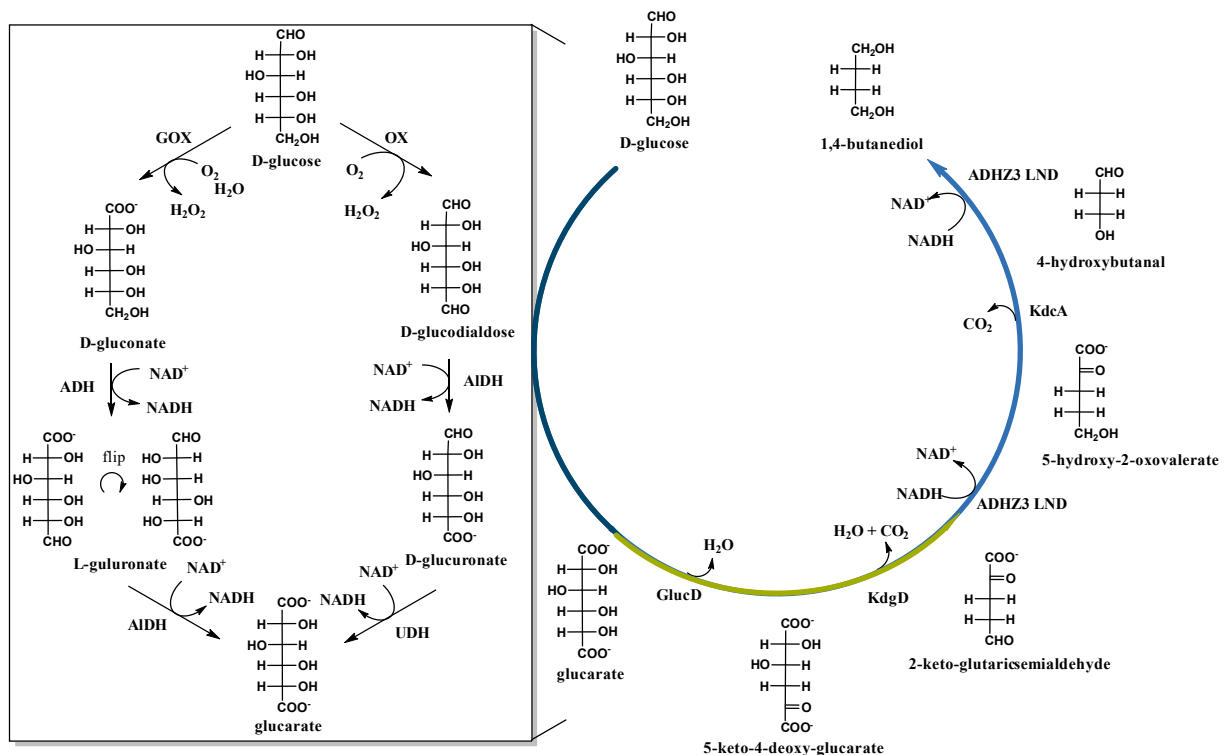 CHO
H OH
HO H
H OH
H OH
CH2OH
D-glucose
GOX
O2
H2O
H2O2
OX
O2
H2O2
COO-
H OH
HO H
H OH
H OH
CH2OH
D-gluconate
CHO
H OH
HO H
H OH
H OH
CHO
D-glucodialdose
ADH
NAD+
NADH
NAD+
NADH
AlDH
COO-
H OH
HO H
H OH
H OH
CHO
flip
CHO
HO H
HO H
H OH
HO H
COO-
L-guluronate
CHO
H OH
HO H
H OH
H OH
COO-
D-glucuronate
NAD+
NADH
AlDH
NAD+
NADH
UDH
COO-
H OH
HO H
H OH
H OH
COO-
glucarate
CHO
H OH
HO H
H OH
H OH
CH2OH
D-glucose
CH2OH
H H
H H
CH2OH
1,4-butanediol
ADHZ3 LND
NAD+
NADH
CHO
H H
H H
OH
4-hydroxybutanal
KdcA
CO2
COO-
O
H H
H H
CH2OH
5-hydroxy-2-oxovalerate
NAD+
NADH
ADHZ3 LND
H2O + CO2
KdgD
COO-
O
H H
H H
CHO
2-keto-glutaricsemialdehyde
H2O
GlucD
COO-
H OH
HO H
H OH
H OH
COO-
glucarate
COO-
H OH
HO H
H H
O
COO-
5-keto-4-deoxy-glucarate